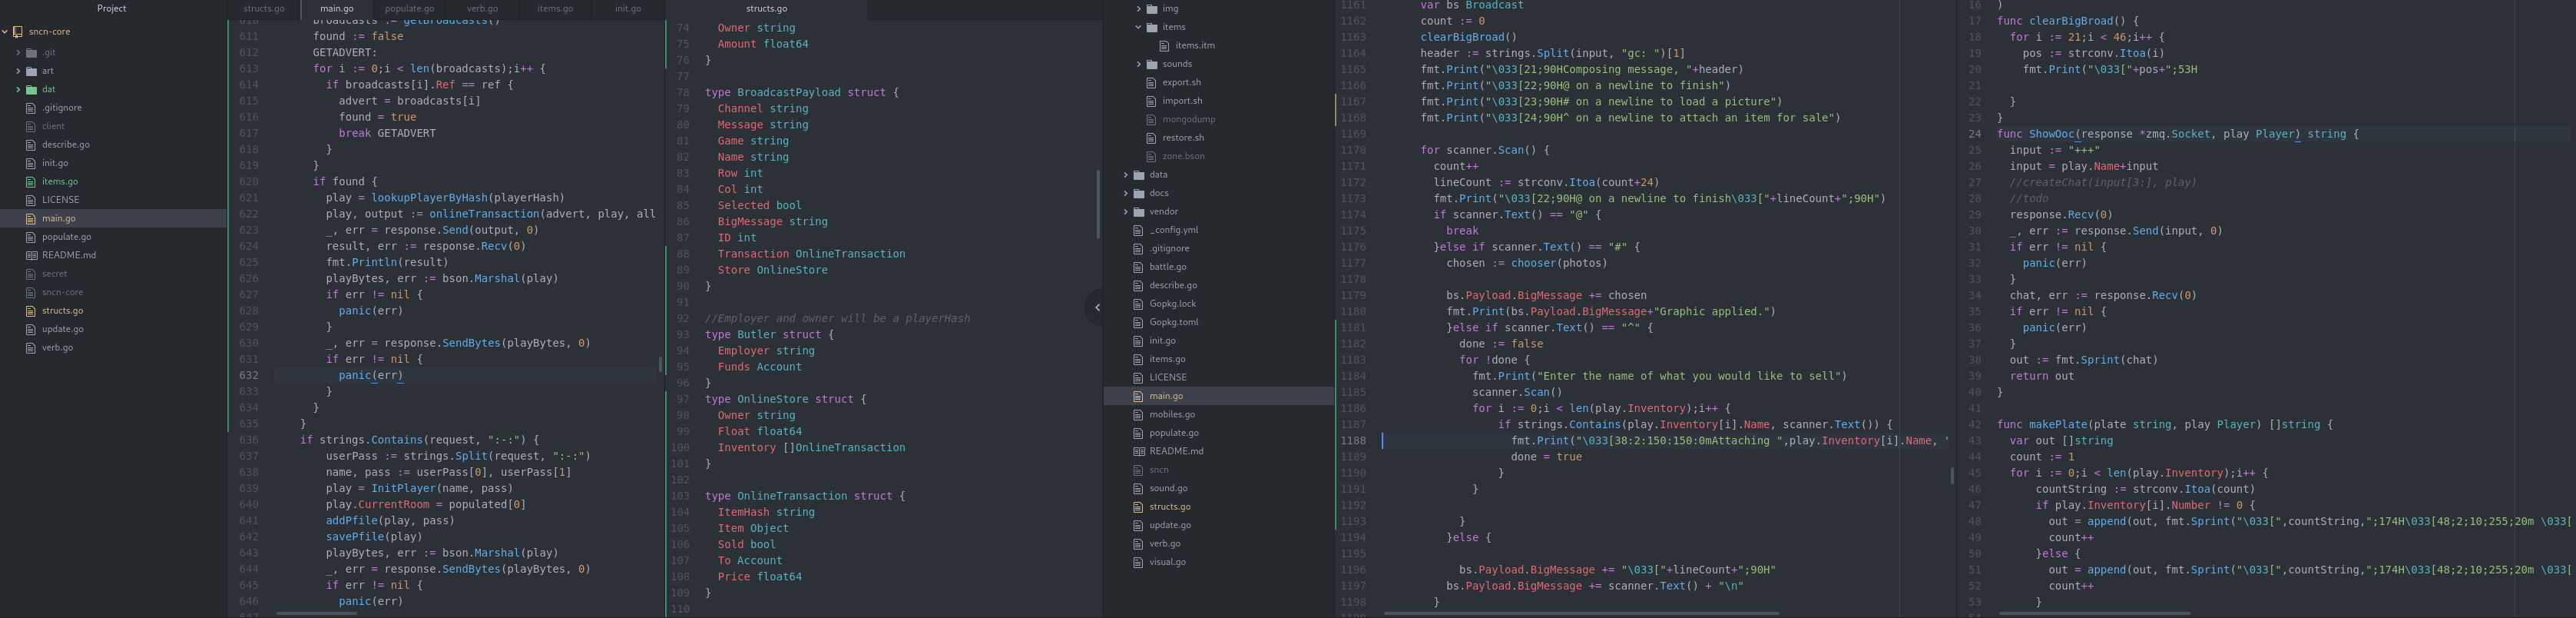 Project
sncn-core
.git
art
dat
.gitignore
client
describe.go
init.go
items.go
LICENSE
main.go
populate.go
README.md
secret
sncn-core
structs.go
update.go
verb.go
structs.go main.go populate.go verb.go items.go init.go
610 broadcasts := getBroadcasts()
611 found := false
612 GETADVERT:
613 for i := 0;i < len(broadcasts);i++ {
614 if broadcasts[i].Ref == ref {
615 advert = broadcasts[i]
616 found = true
617 break GETADVERT
618 }
619 }
620 if found {
621 play = lookupPlayerByHash(playerHash)
622 play, output := onlineTransaction(advert, play, all
623 _, err = response.Send(output, 0)
624 result, err := response.Recv(0)
625 fmt.Println(result)
626 playBytes, err := bson.Marshal(play)
627 if err != nil {
628 panic(err)
629 }
630 _, err = response.SendBytes(playBytes, 0)
631 if err != nil {
632 panic(err)
633 }
634 }
635 }
636 if strings.Contains(request, ":-:") {
637 userPass := strings.Split(request, ":-:")
638 name, pass := userPass[0], userPass[1]
639 play = InitPlayer(name, pass)
640 play.CurrentRoom = populated[0]
641 addPfile(play, pass)
642 savePfile(play)
643 playBytes, err := bson.Marshal(play)
644 _, err = response.SendBytes(playBytes, 0)
645 if err != nil {
646 panic(err)
structs.go
74 Owner string
75 Amount float64
76 }
77
78 type BroadcastPayload struct {
79 Channel string
80 Message string
81 Game string
82 Name string
83 Row int
84 Col int
85 Selected bool
86 BigMessage string
87 ID int
88 Transaction OnlineTransaction
89 Store OnlineStore
90 }
91
92 //Employer and owner will be a playerHash
93 type Butler struct {
94 Employer string
95 Funds Account
96 }
97 type OnlineStore struct {
98 Owner string
99 Float float64
100 Inventory []OnlineTransaction
101 }
102
103 type OnlineTransaction struct {
104 ItemHash string
105 Item Object
106 Sold bool
107 To Account
108 Price float64
109 }
110
img
items
items.itm
sounds
export.sh
import.sh
mongodump
restore.sh
zone.bson
data
docs
vendor
_config.yml
.gitignore
battle.go
describe.go
Gopkg.lock
Gopkg.toml
init.go
items.go
LICENSE
main.go
mobiles.go
populate.go
README.md
sncn
sound.go
structs.go
update.go
verb.go
visual.go
1161 var bs Broadcast
1162 count := 0
1163 clearBigBroad()
1164 header := strings.Split(input, "gc: ")[1]
1165 fmt.Print("\033[21;90HComposing message, "+header)
1166 fmt.Print("\033[22;90H@ on a newline to finish")
1167 fmt.Print("\033[23;90H# on a newline to load a picture")
1168 fmt.Print("\033[24;90H^ on a newline to attach an item for sale")
1169
1170 for scanner.Scan() {
1171 count++
1172 lineCount := strconv.Itoa(count+24)
1173 fmt.Print("\033[22;90H@ on a newline to finish\033["+lineCount+";90H")
1174 if scanner.Text() == "@" {
1175 break
1176 }else if scanner.Text() == "#" {
1177 chosen := chooser(photos)
1178
1179 bs.Payload.BigMessage += chosen
1180 fmt.Print(bs.Payload.BigMessage+"Graphic applied.")
1181 }else if scanner.Text() == "^" {
1182 done := false
1183 for !done {
1184 fmt.Print("Enter the name of what you would like to sell")
1185 scanner.Scan()
1186 for i := 0;i < len(play.Inventory);i++ {
1187 if strings.Contains(play.Inventory[i].Name, scanner.Text()) {
1188 fmt.Print("\033[38:2:150:150:0mAttaching ",play.Inventory[i].Name, "
1189 done = true
1190 }
1191 }
1192
1193 }
1194 }else {
1195
1196 bs.Payload.BigMessage += "\033["+lineCount+";90H"
1197 bs.Payload.BigMessage += scanner.Text() + "\n"
1198 }
16 )
17 func clearBigBroad() {
18 for i := 21;i < 46;i++ {
19 pos := strconv.Itoa(i)
20 fmt.Print("\033["+pos+";53H
21
22 }
23 }
24 func ShowOoc(response *zmq.Socket, play Player) string {
25 input := "+++"
26 input = play.Name+input
27 //createChat(input[3:], play)
28 //todo
29 response.Recv(0)
30 _, err := response.Send(input, 0)
31 if err != nil {
32 panic(err)
33 }
34 chat, err := response.Recv(0)
35 if err != nil {
36 panic(err)
37 }
38 out := fmt.Sprint(chat)
39 return out
40 }
41
42 func makePlate(plate string, play Player) []string {
43 var out []string
44 count := 1
45 for i := 0;i < len(play.Inventory);i++ {
46 countString := strconv.Itoa(count)
47 if play.Inventory[i].Number != 0 {
48 out = append(out, fmt.Sprint("\033[",countString,";174H\033[48;2;10;255;20m \033[
49 count++
50 }else {
51 out = append(out, fmt.Sprint("\033[",countString,";174H\033[48;2;10;255;20m \033[
52 count++
53 }